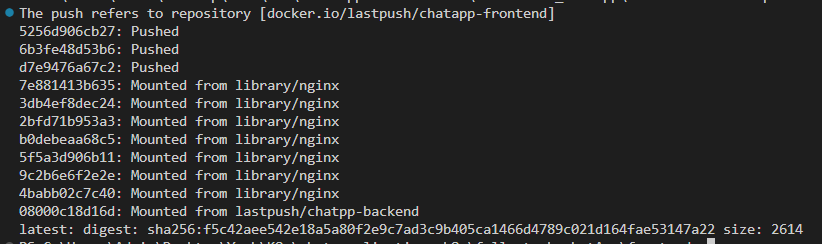 The push refers to repository [docker.io/lastpush/chatapp-frontend]
5256d906cb27: Pushed
6b3fe48d53b6: Pushed
d7e9476a67c2: Pushed
7e881413b635: Mounted from library/nginx
3db4ef8dec24: Mounted from library/nginx
2bfd71b953a3: Mounted from library/nginx
b0debeaa68c5: Mounted from library/nginx
5f5a3d906b11: Mounted from library/nginx
9c2b6e6f2e2e: Mounted from library/nginx
4babb02c7c40: Mounted from library/nginx
08000c18d16d: Mounted from lastpush/chatpp-backend
latest: digest: sha256:f5c42aee542e18a5a80f2e9c7ad3c9b405ca1466d4789c021d164fae53147a22 size: 2614